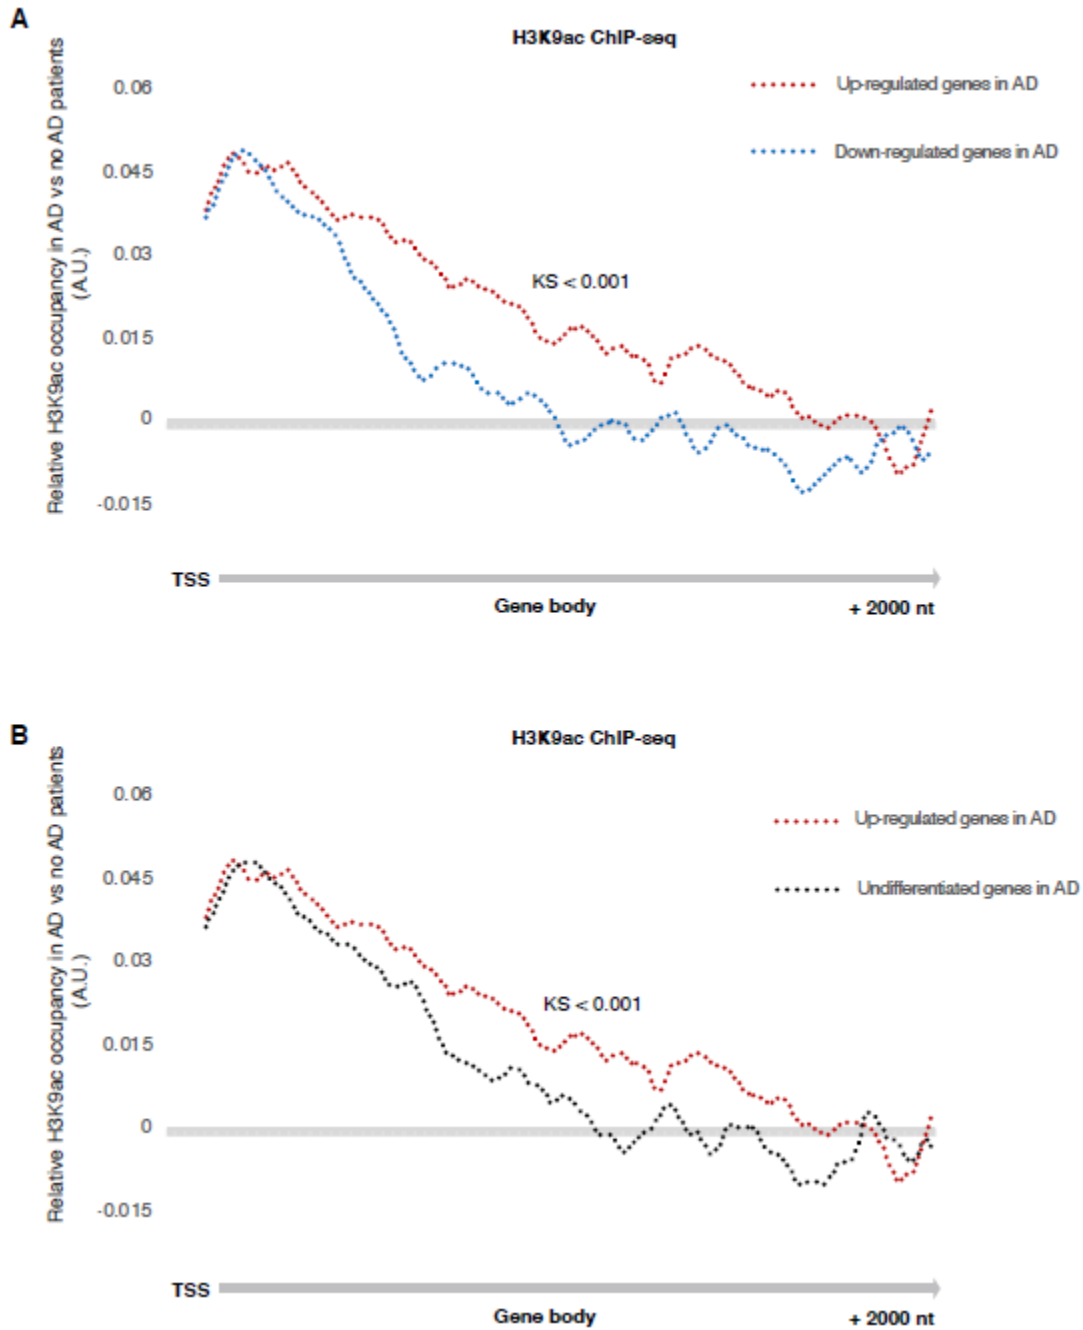 A
H3K9ac ChIP-seq
Relative H3K9ac occupancy in AD vs no AD patients
(A.U.)
0.06
0.045
0.03
0.015
0
-0.015
Up-regulated genes in AD
Down-regulated genes in AD
KS < 0.001
TSS
Gene body
+ 2000 nt
B
H3K9ac ChIP-seq
Relative H3K9ac occupancy in AD vs no AD patients
(A.U.)
0.06
0.045
0.03
0.015
0
-0.015
Up-regulated genes in AD
Undifferentiated genes in AD
KS < 0.001
TSS
Gene body
+ 2000 nt